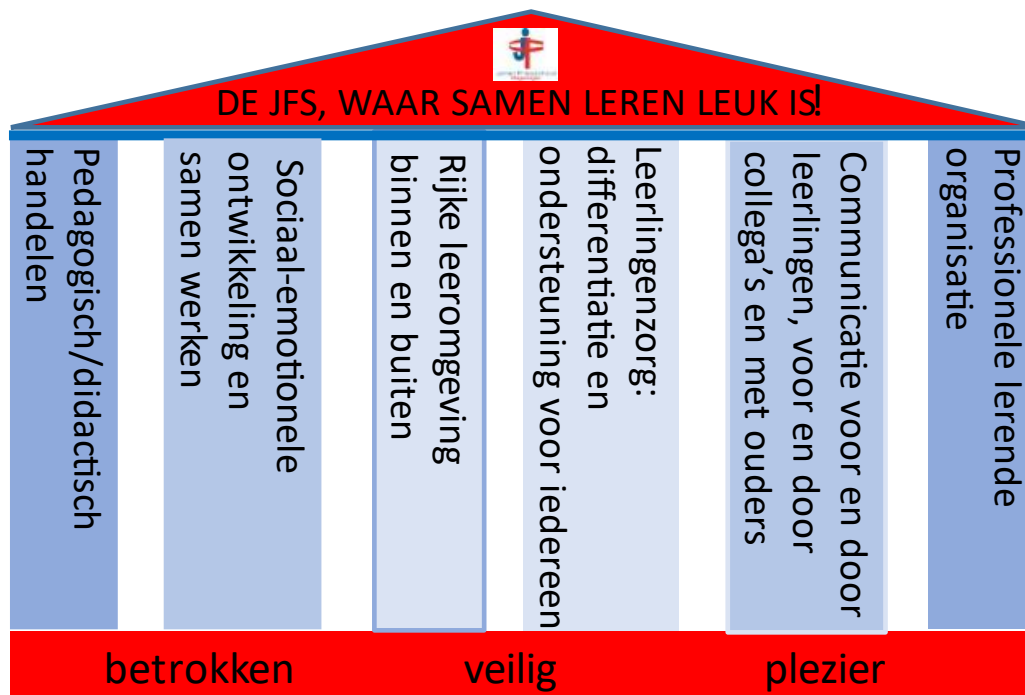 DE JFS, WAAR SAMEN LEREN LEUK IS!
Pedagogisch/didactisch
handelen
Sociaal-emotionele
ontwikkeling en
samen werken
Rijke leeromgeving
binnen en buiten
Leerlingenzorg:
differentiatie en
ondersteuning voor iedereen
Communicatie voor en door
leerlingen, voor en door
collega's en met ouders
Professionele lerende
organisatie
betrokken
veilig
plezier